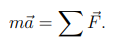 $m\vec{a} = \sum \vec{F}.$